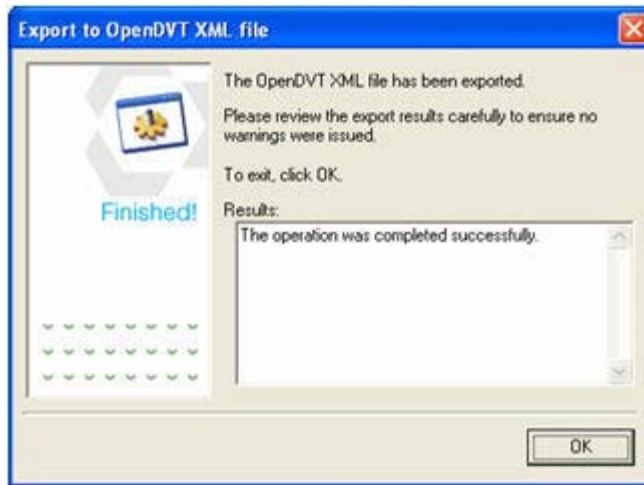 Export to OpenDVT XML file
The OpenDVT XML file has been exported.
Please review the export results carefully to ensure no
warnings were issued.
To exit, click OK.
Finished!
Results:
The operation was completed successfully.
OK